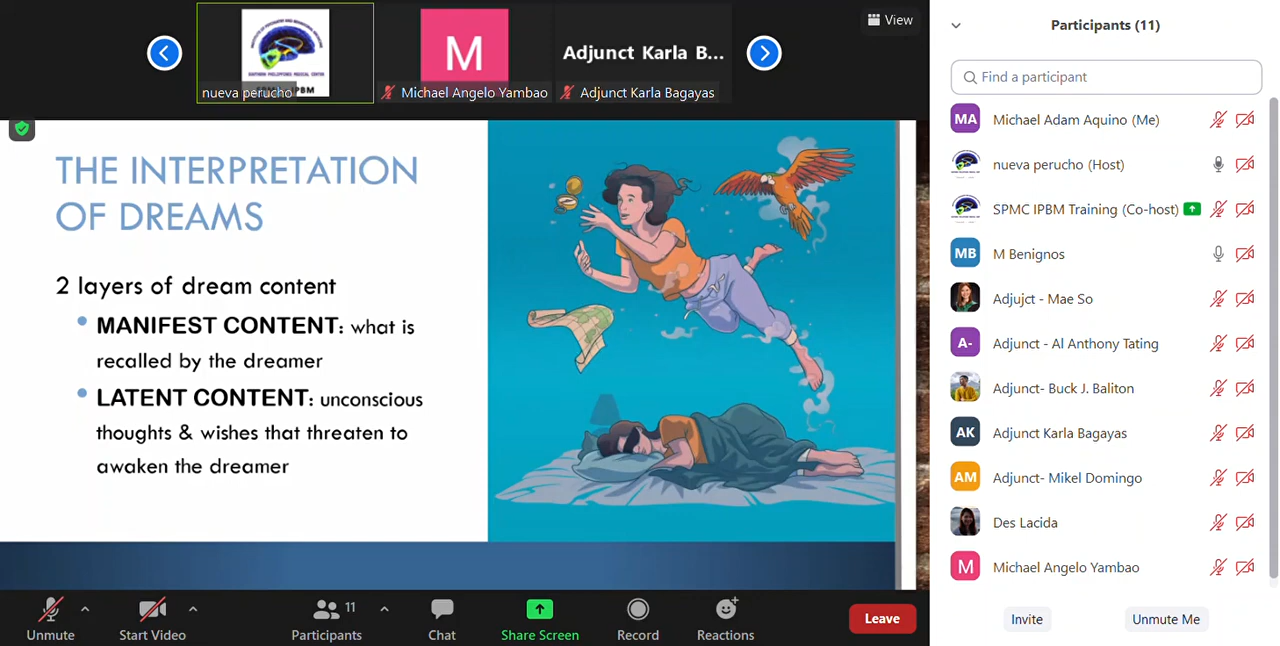 View
nueva perucho
M
Michael Angelo Yambao
Adjunct Karla B...
Adjunct Karla Bagayas
THE INTERPRETATION
OF DREAMS
2 layers of dream content
• MANIFEST CONTENT: what is
recalled by the dreamer
• LATENT CONTENT: unconscious
thoughts & wishes that threaten to
awaken the dreamer
Unmute
Start Video
11
Participants
Chat
Share Screen
Record
Reactions
Leave
Participants (11)
Find a participant
MA Michael Adam Aquino (Me)
nueva perucho (Host)
SPMC IPBM Training (Co-host)
MB M Benignos
Adjujct - Mae So
A- Adjunct - Al Anthony Tating
Adjunct- Buck J. Baliton
AK Adjunct Karla Bagayas
AM Adjunct- Mikel Domingo
Des Lacida
M Michael Angelo Yambao
Invite
Unmute Me